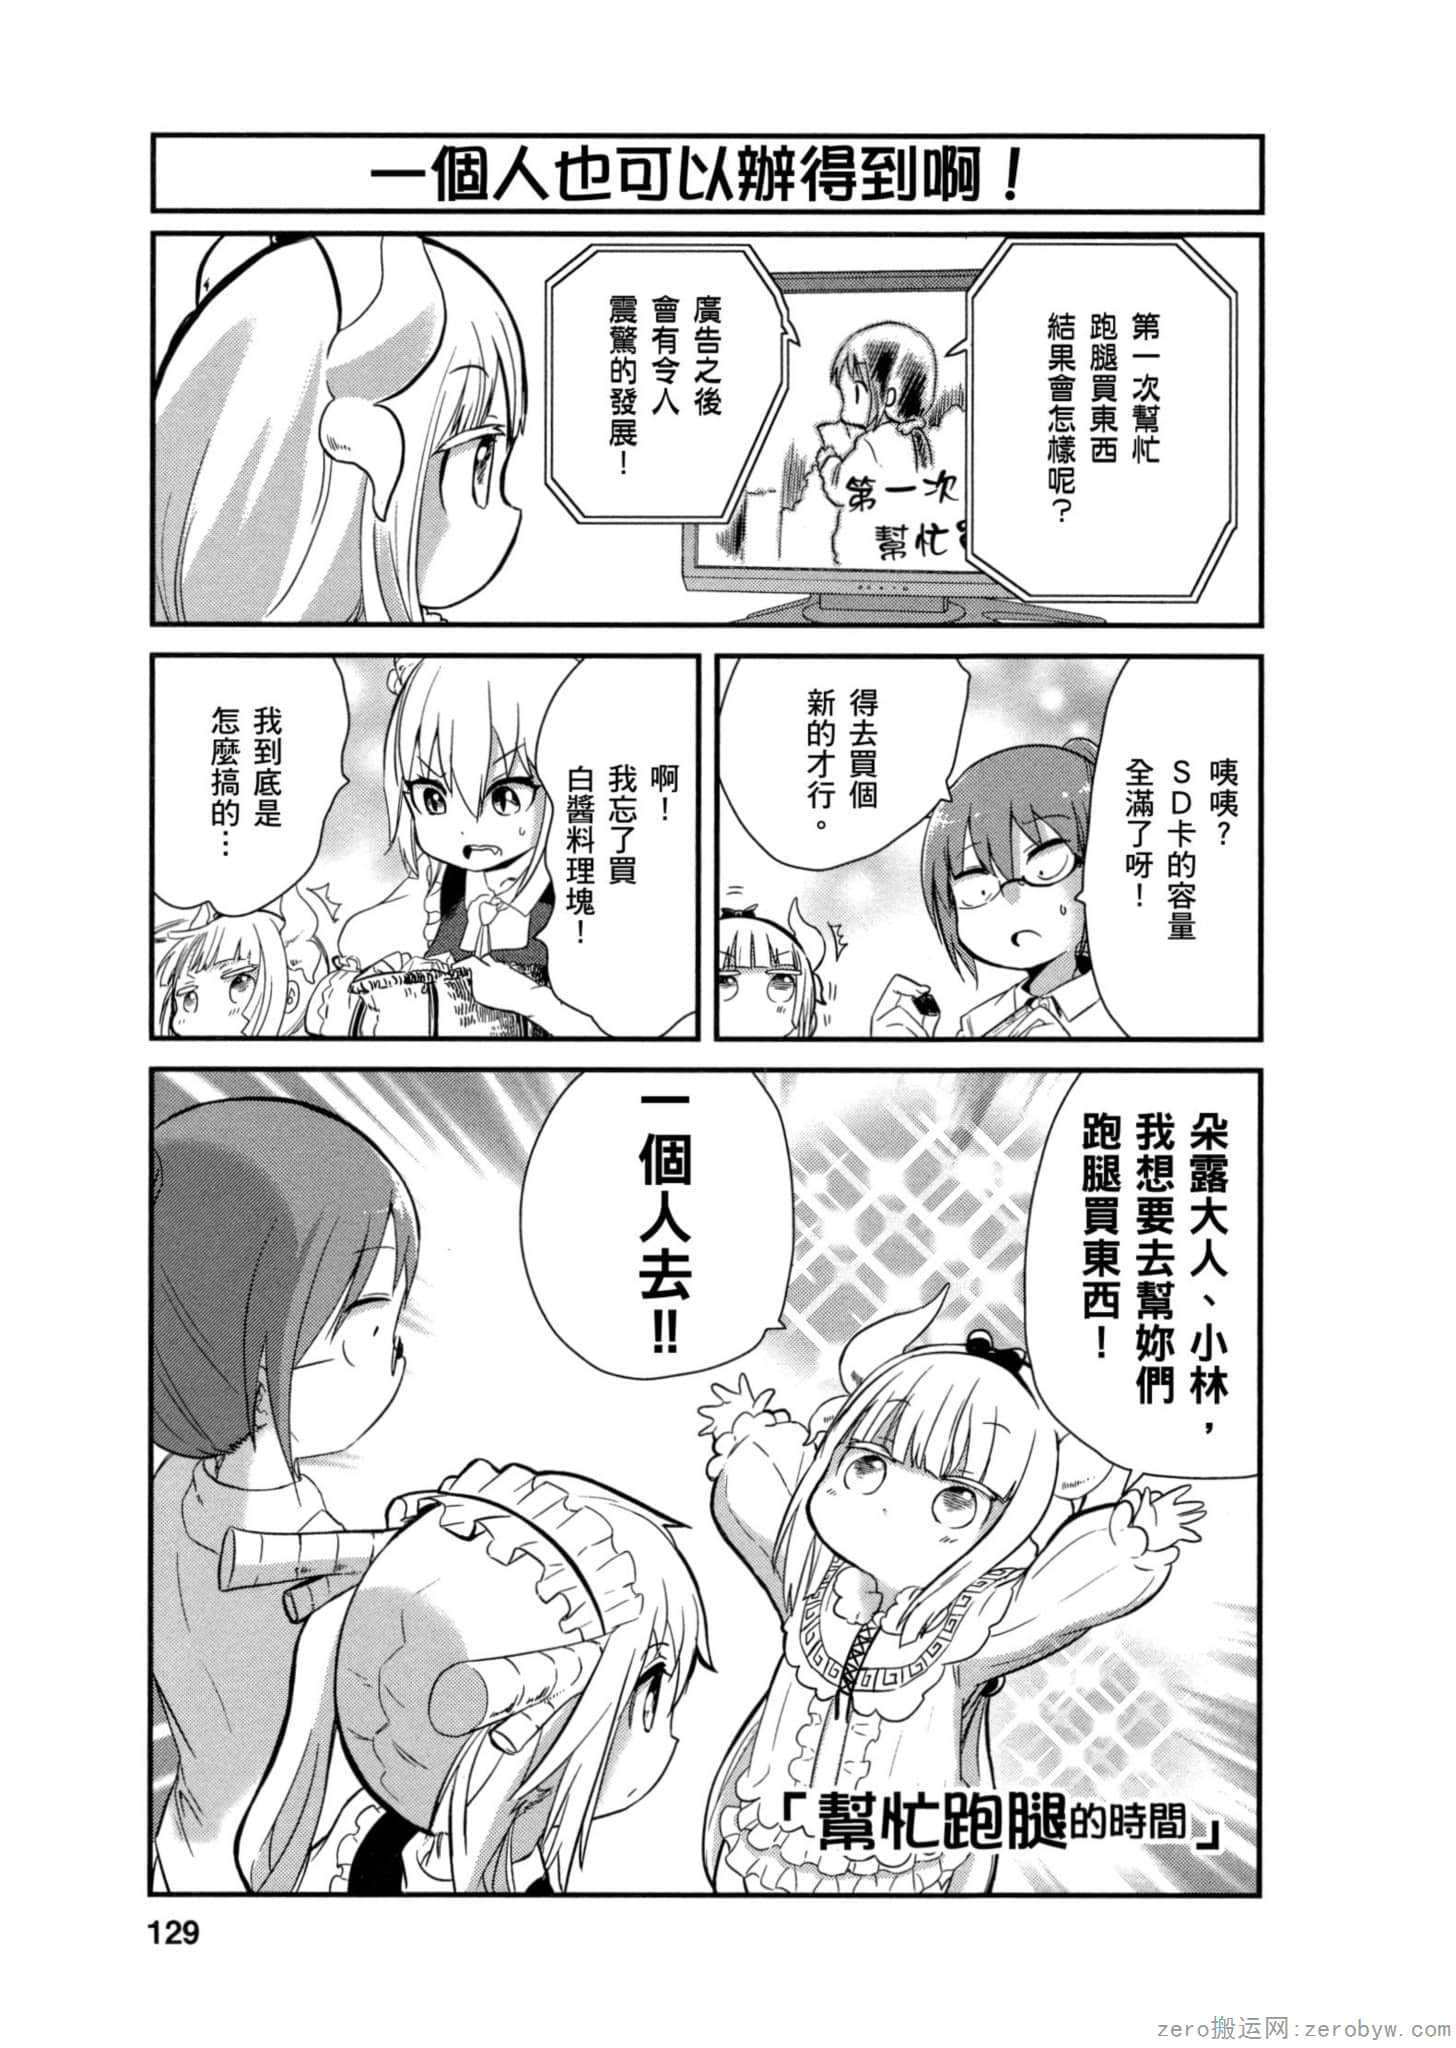 一個人也可以辦得到啊！
第一次幫忙
跑腿買東西
結果會怎樣呢？
第一次
幫忙
廣告之後
會有令人
震驚的發展！
咦咦？
SD卡的容量
全滿了呀！
得去買個
新的才行。
啊！
我忘了買
白醬料理塊！
我到底是
怎麼搞的…
朵露大人、小林，
我想要去幫妳們
跑腿買東西！
一個人去!!
「幫忙跑腿的時間」
129
zero搬运网:zerobyw.com